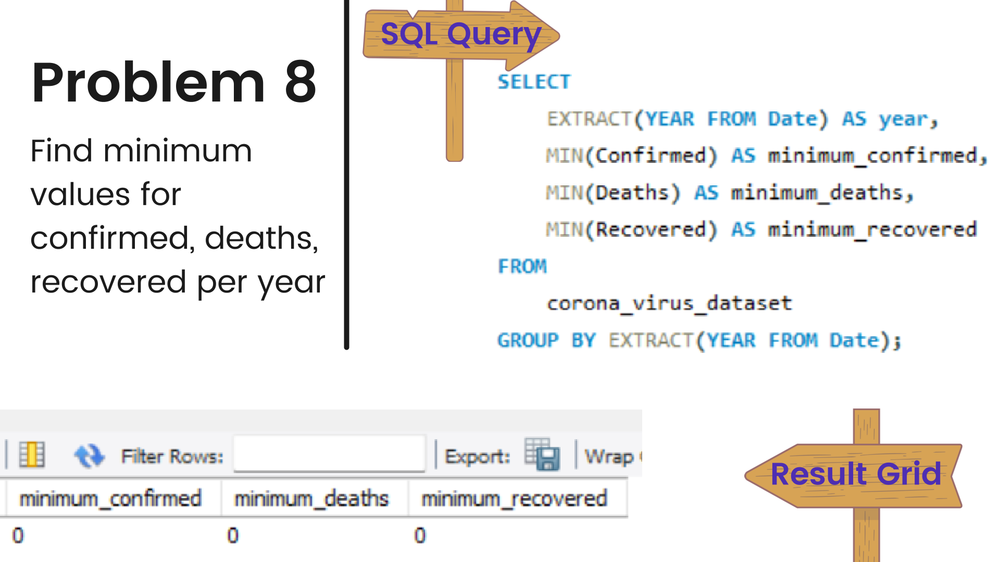 Problem 8
Find minimum
values for
confirmed, deaths,
recovered per year
SQL Query
SELECT
EXTRACT(YEAR FROM Date) AS year,
MIN(Confirmed) AS minimum_confirmed,
MIN(Deaths) AS minimum_deaths,
MIN(Recovered) AS minimum_recovered
FROM
corona_virus_dataset
GROUP BY EXTRACT(YEAR FROM Date);
Filter Rows: Export: Wrap
minimum_confirmed minimum_deaths minimum_recovered
0 0 0
Result Grid